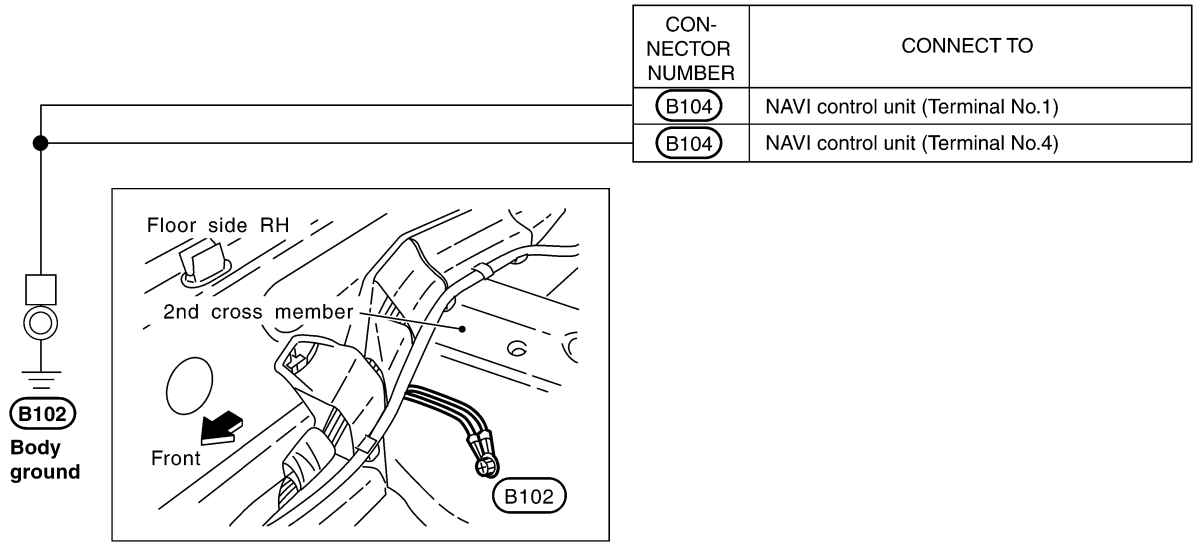 CON-
NECTOR
NUMBER
CONNECT TO
B104
NAVI control unit (Terminal No.1)
B104
NAVI control unit (Terminal No.4)
Floor side RH
2nd cross member
Front
B102
B102
Body
ground